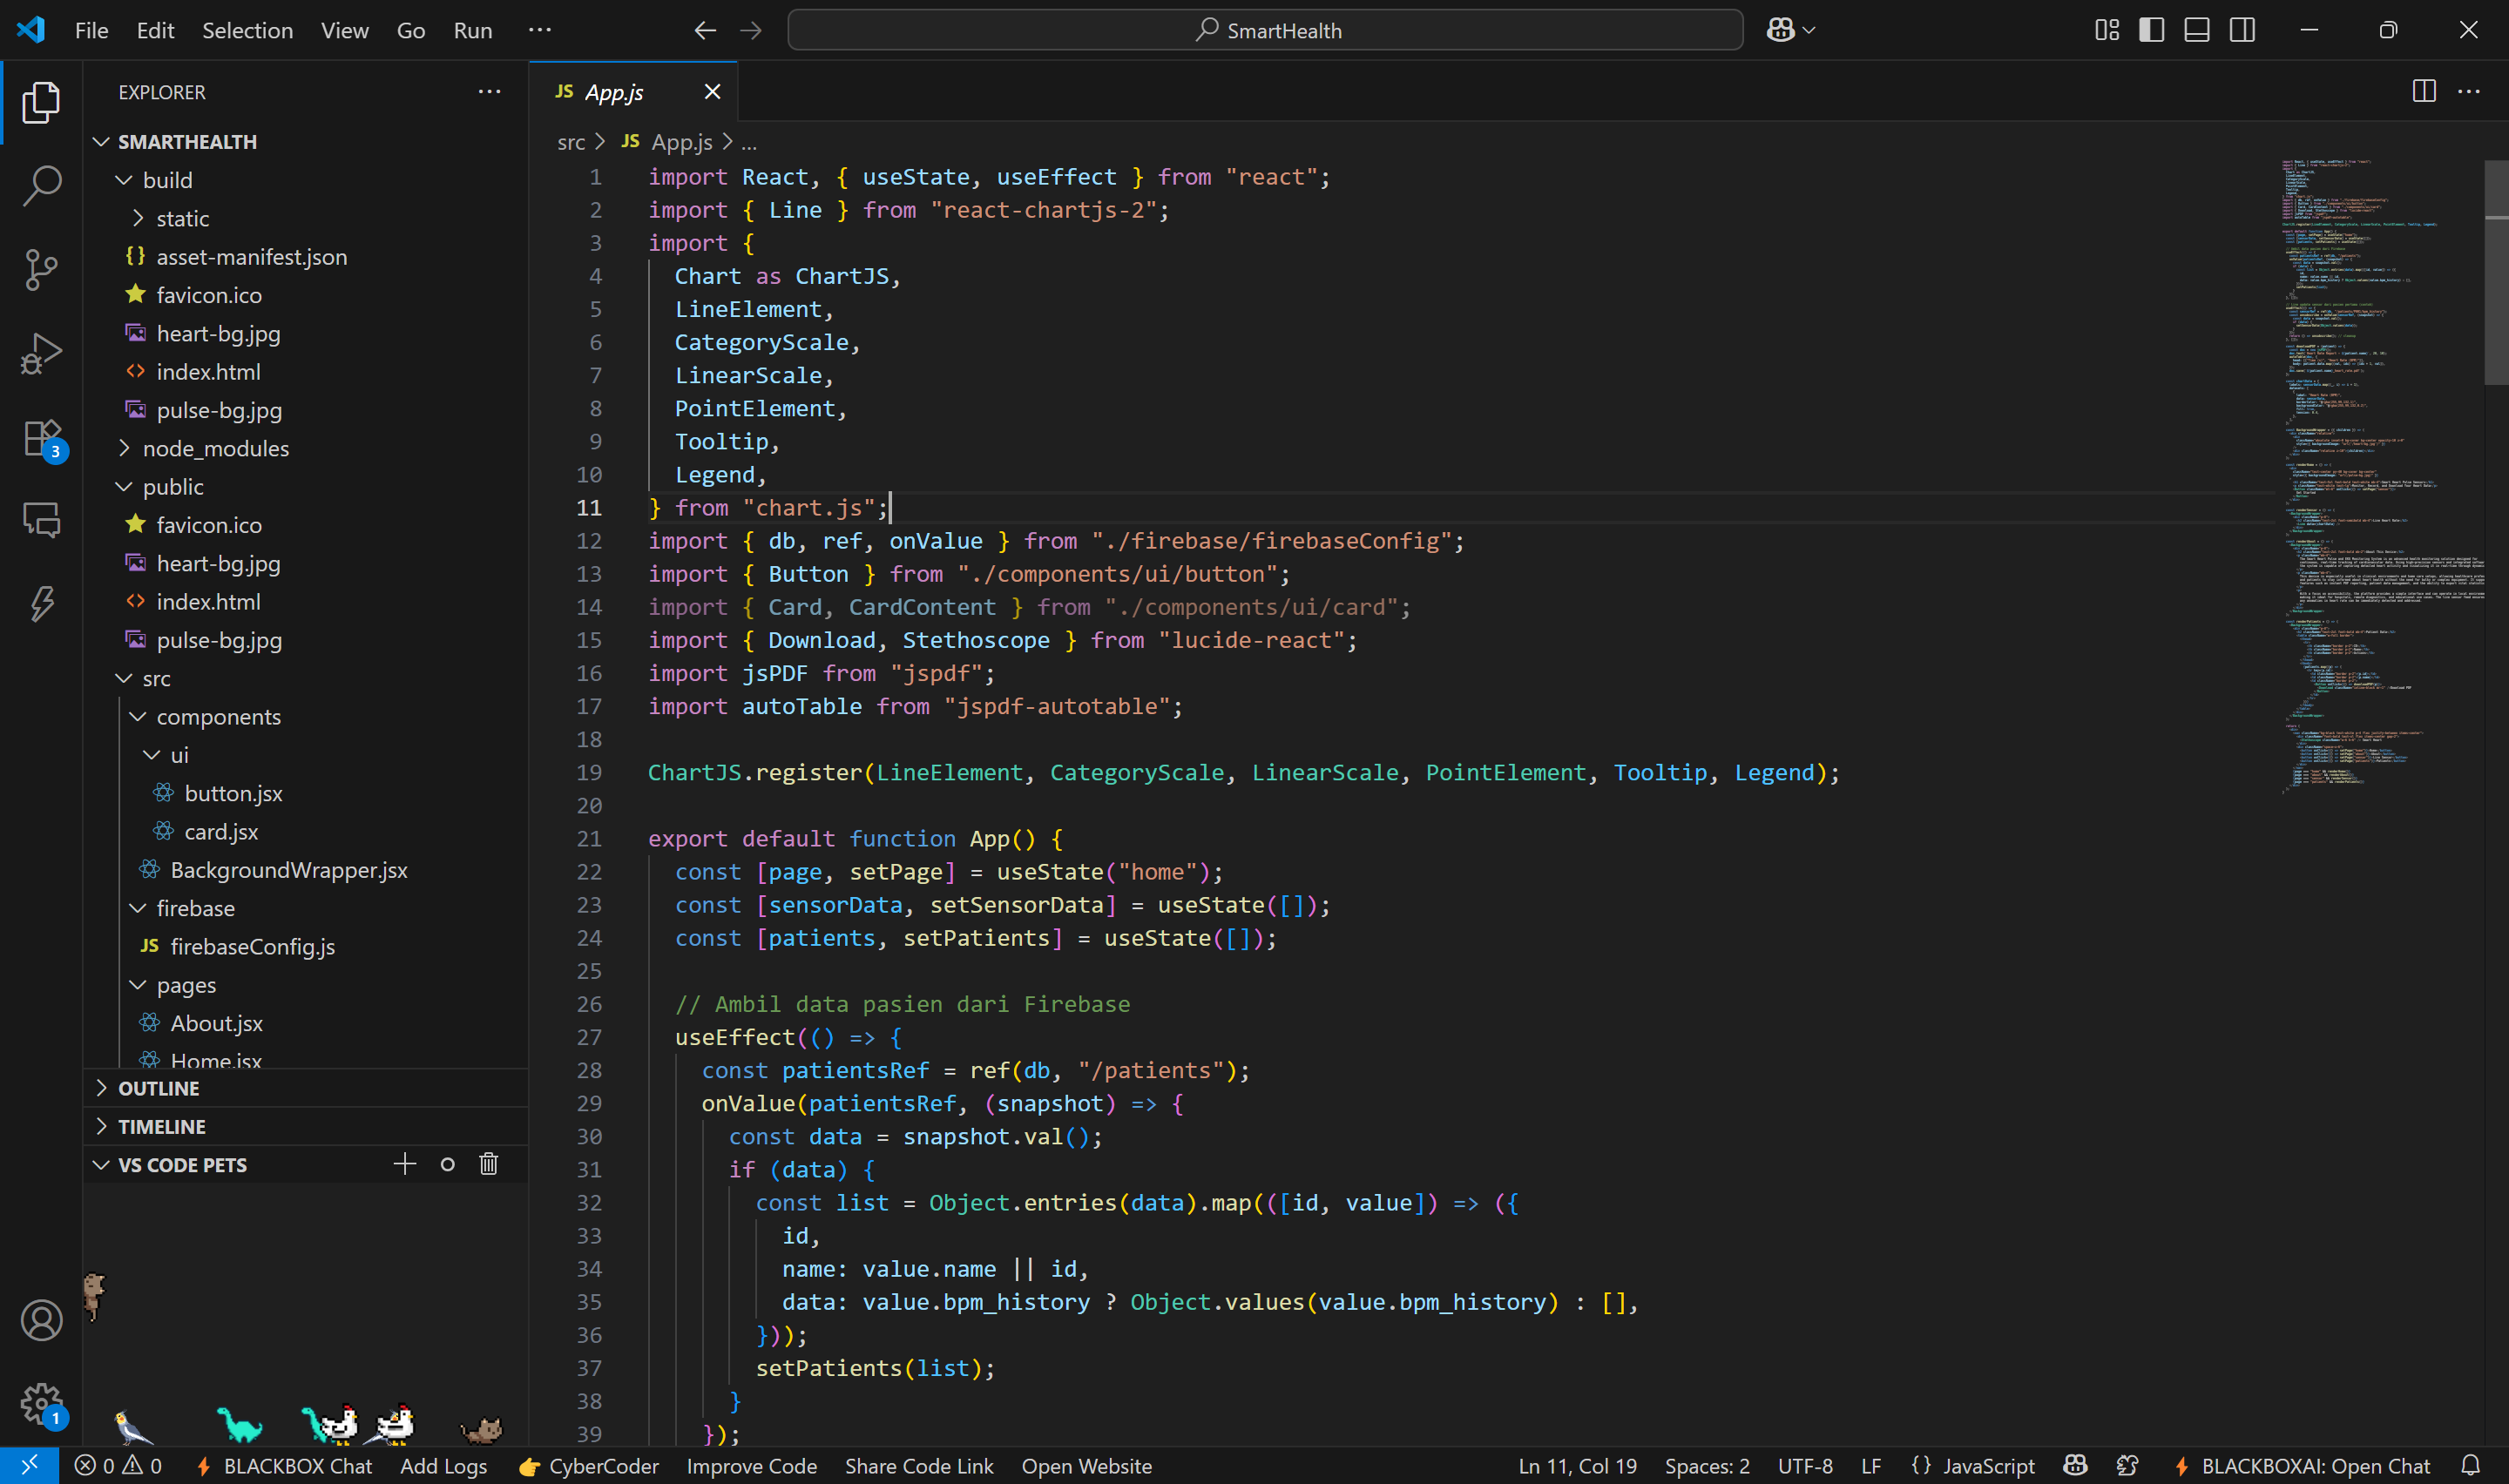 File Edit Selection View Go Run ...
SmartHealth
EXPLORER
SMARTHEALTH
build
static
{} asset-manifest.json
favicon.ico
heart-bg.jpg
<> index.html
pulse-bg.jpg
node_modules
public
favicon.ico
heart-bg.jpg
<> index.html
pulse-bg.jpg
src
components
ui
button.jsx
card.jsx
BackgroundWrapper.jsx
firebase
JS firebaseConfig.js
pages
About.jsx
Home.jsx
OUTLINE
TIMELINE
VS CODE PETS
3
1
JS App.js
src > JS App.js > ...
1 import React, { useState, useEffect } from "react";
2 import { Line } from "react-chartjs-2";
3 import {
4 Chart as ChartJS,
5 LineElement,
6 CategoryScale,
7 LinearScale,
8 PointElement,
9 Tooltip,
10 Legend,
11 } from "chart.js";
12 import { db, ref, onValue } from "./firebase/firebaseConfig";
13 import { Button } from "./components/ui/button";
14 import { Card, CardContent } from "./components/ui/card";
15 import { Download, Stethoscope } from "lucide-react";
16 import jsPDF from "jspdf";
17 import autoTable from "jspdf-autotable";
18
19 ChartJS.register(LineElement, CategoryScale, LinearScale, PointElement, Tooltip, Legend);
20
21 export default function App() {
22 const [page, setPage] = useState("home");
23 const [sensorData, setSensorData] = useState([]);
24 const [patients, setPatients] = useState([]);
25
26 // Ambil data pasien dari Firebase
27 useEffect(() => {
28 const patientsRef = ref(db, "/patients");
29 onValue(patientsRef, (snapshot) => {
30 const data = snapshot.val();
31 if (data) {
32 const list = Object.entries(data).map(([id, value]) => ({
33 id,
34 name: value.name || id,
35 data: value.bpm_history ? Object.values(value.bpm_history) : [],
36 }));
37 setPatients(list);
38 }
39 });
0 0 BLACKBOX Chat Add Logs 👉 CyberCoder Improve Code Share Code Link Open Website Ln 11, Col 19 Spaces: 2 UTF-8 LF {} JavaScript BLACKBOXAI: Open Chat